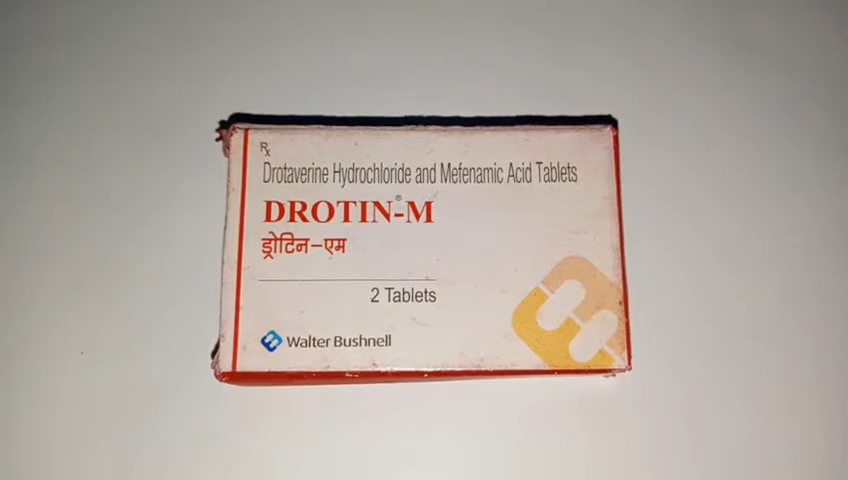 Rx
Drotaverine Hydrochloride and Mefenamic Acid Tablets
DROTIN®-M
ड्रोटिन-एम
2 Tablets
Walter Bushnell